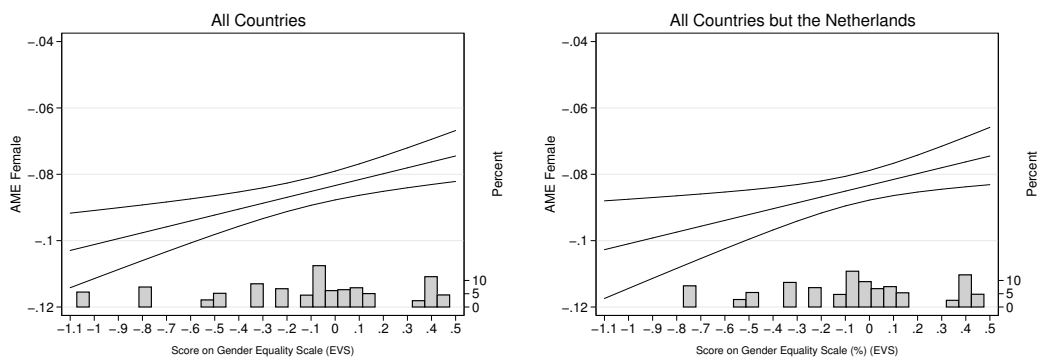 All Countries
-.04
-.06
-.08
-.1
-.12
AME Female
10
5
0
Percent
-1.1 -1 -.9 -.8 -.7 -.6 -.5 -.4 -.3 -.2 -.1 0 .1 .2 .3 .4 .5
Score on Gender Equality Scale (EVS)
All Countries but the Netherlands
-.04
-.06
-.08
-.1
-.12
AME Female
10
5
0
Percent
-1.1 -1 -.9 -.8 -.7 -.6 -.5 -.4 -.3 -.2 -.1 0 .1 .2 .3 .4 .5
Score on Gender Equality Scale (%) (EVS)